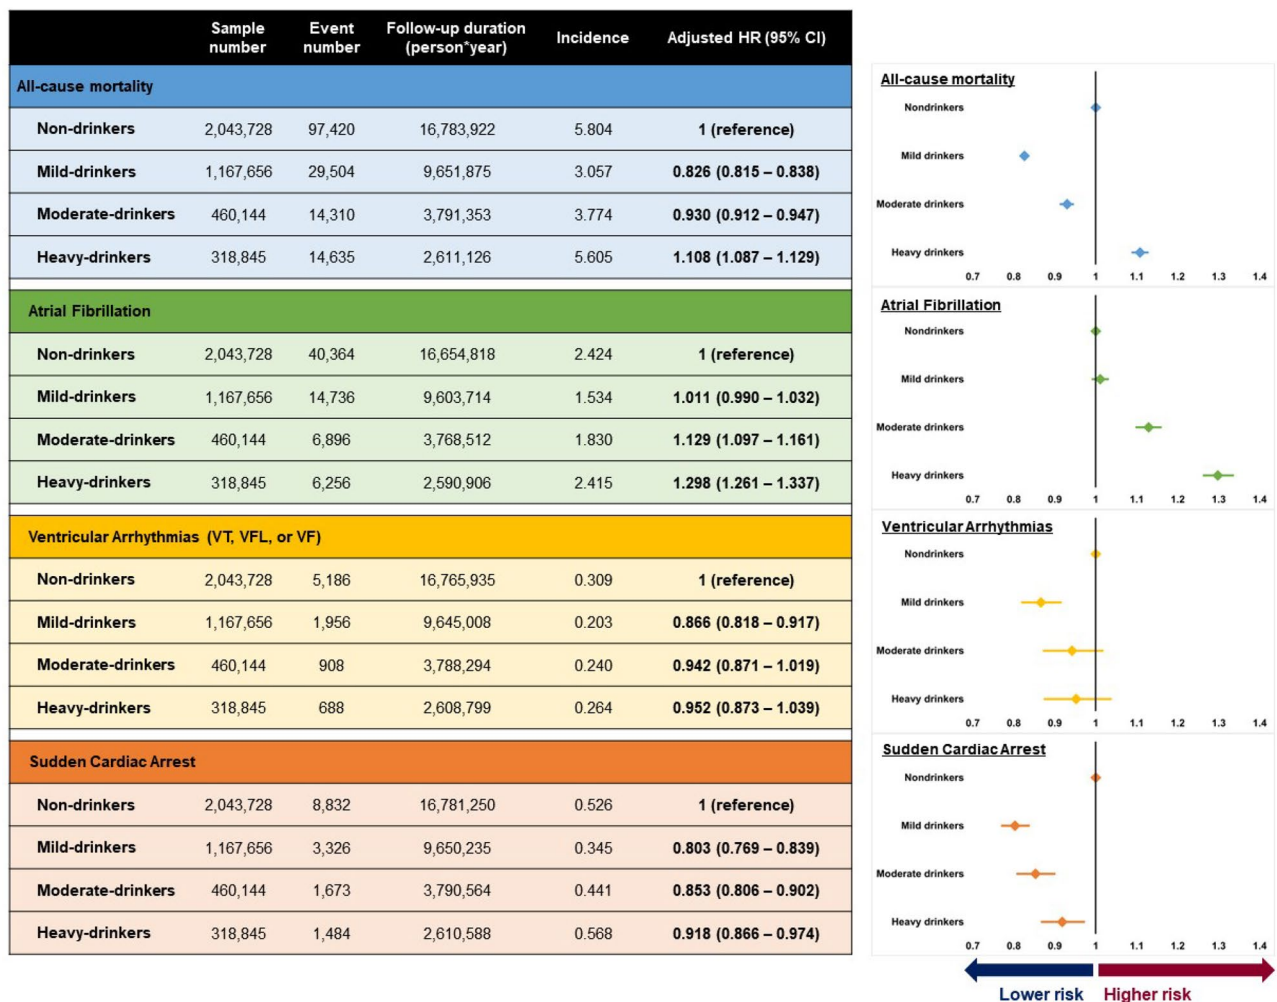 Sample number Event number Follow-up duration (person*year) Incidence Adjusted HR (95% CI)
All-cause mortality
Non-drinkers 2,043,728 97,420 16,783,922 5.804 1 (reference)
Mild-drinkers 1,167,656 29,504 9,651,875 3.057 0.826 (0.815 – 0.838)
Moderate-drinkers 460,144 14,310 3,791,353 3.774 0.930 (0.912 – 0.947)
Heavy-drinkers 318,845 14,635 2,611,126 5.605 1.108 (1.087 – 1.129)
Atrial Fibrillation
Non-drinkers 2,043,728 40,364 16,654,818 2.424 1 (reference)
Mild-drinkers 1,167,656 14,736 9,603,714 1.534 1.011 (0.990 – 1.032)
Moderate-drinkers 460,144 6,896 3,768,512 1.830 1.129 (1.097 – 1.161)
Heavy-drinkers 318,845 6,256 2,590,906 2.415 1.298 (1.261 – 1.337)
Ventricular Arrhythmias (VT, VFL, or VF)
Non-drinkers 2,043,728 5,186 16,765,935 0.309 1 (reference)
Mild-drinkers 1,167,656 1,956 9,645,008 0.203 0.866 (0.818 – 0.917)
Moderate-drinkers 460,144 908 3,788,294 0.240 0.942 (0.871 – 1.019)
Heavy-drinkers 318,845 688 2,608,799 0.264 0.952 (0.873 – 1.039)
Sudden Cardiac Arrest
Non-drinkers 2,043,728 8,832 16,781,250 0.526 1 (reference)
Mild-drinkers 1,167,656 3,326 9,650,235 0.345 0.803 (0.769 – 0.839)
Moderate-drinkers 460,144 1,673 3,790,564 0.441 0.853 (0.806 – 0.902)
Heavy-drinkers 318,845 1,484 2,610,588 0.568 0.918 (0.866 – 0.974)
All-cause mortality
Nondrinkers
Mild drinkers
Moderate drinkers
Heavy drinkers
0.7 0.8 0.9 1 1.1 1.2 1.3 1.4
Atrial Fibrillation
Nondrinkers
Mild drinkers
Moderate drinkers
Heavy drinkers
0.7 0.8 0.9 1 1.1 1.2 1.3 1.4
Ventricular Arrhythmias
Nondrinkers
Mild drinkers
Moderate drinkers
Heavy drinkers
0.7 0.8 0.9 1 1.1 1.2 1.3 1.4
Sudden Cardiac Arrest
Nondrinkers
Mild drinkers
Moderate drinkers
Heavy drinkers
0.7 0.8 0.9 1 1.1 1.2 1.3 1.4
Lower risk Higher risk